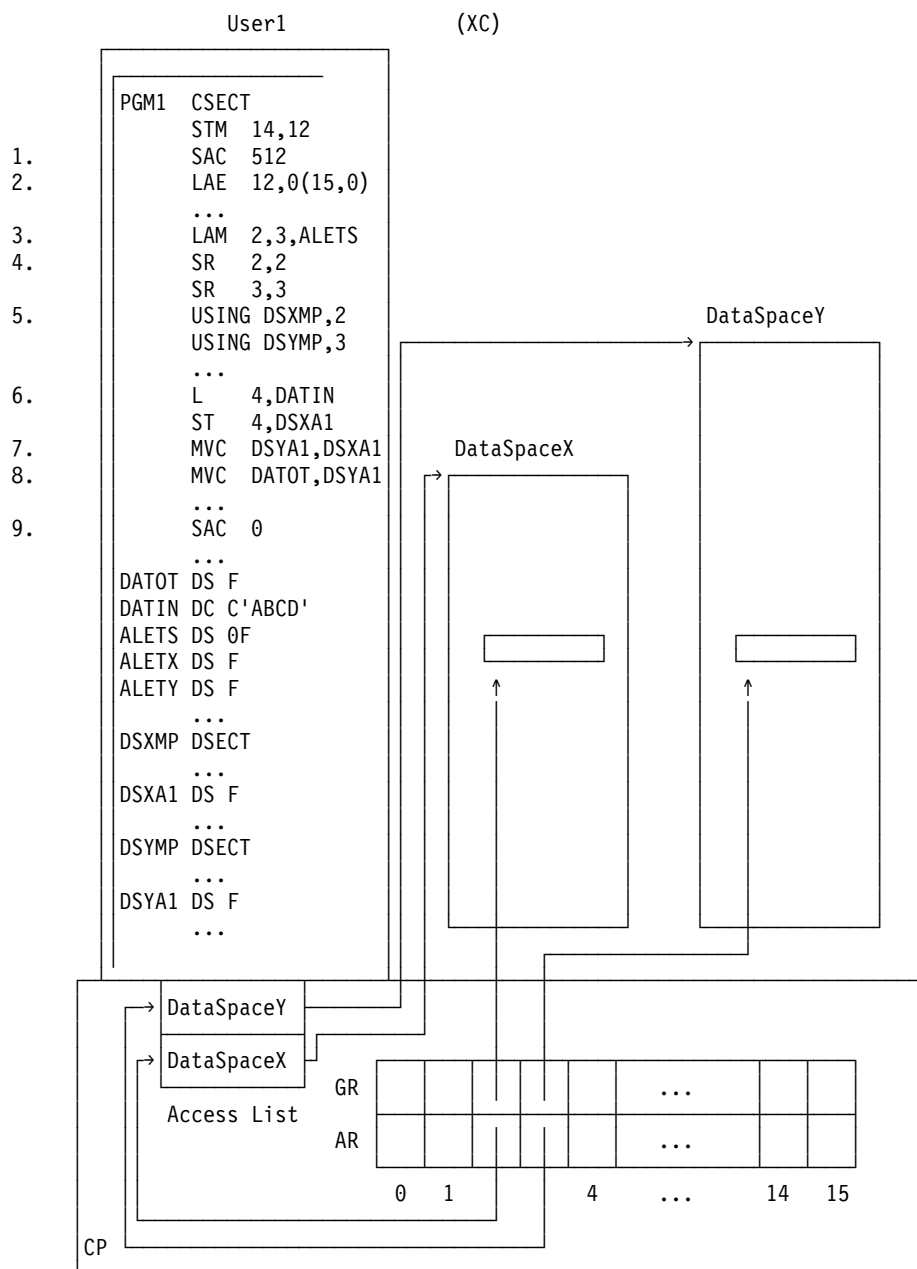 User1 (XC)
PGM1 CSECT
STM 14,12
1. SAC 512
2. LAE 12,0(15,0)
...
3. LAM 2,3,ALETS
4. SR 2,2
SR 3,3
5. USING DSXMP,2 DataSpaceY
USING DSYMP,3
...
6. L 4,DATIN
ST 4,DSXA1
7. MVC DSYA1,DSXA1 DataSpaceX
8. MVC DATOT,DSYA1
...
9. SAC 0
...
DATOT DS F
DATIN DC C'ABCD'
ALETS DS 0F
ALETX DS F
ALETY DS F
...
DSXMP DSECT
...
DSXA1 DS F
...
DSYMP DSECT
...
DSYA1 DS F
...
DataSpaceY
DataSpaceX
GR ...
Access List
AR ...
0 1 4 ... 14 15
CP